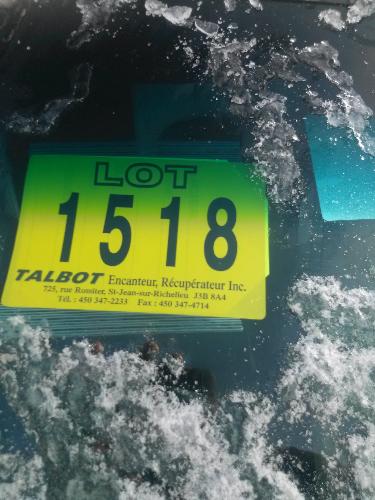 LOT
1518
TALBOT Encanteur, Récupérateur Inc.
725, rue Rossiter, St-Jean-sur-Richelieu J3B 8A4
Tél. : 450 347-2233 Fax : 450 347-4714